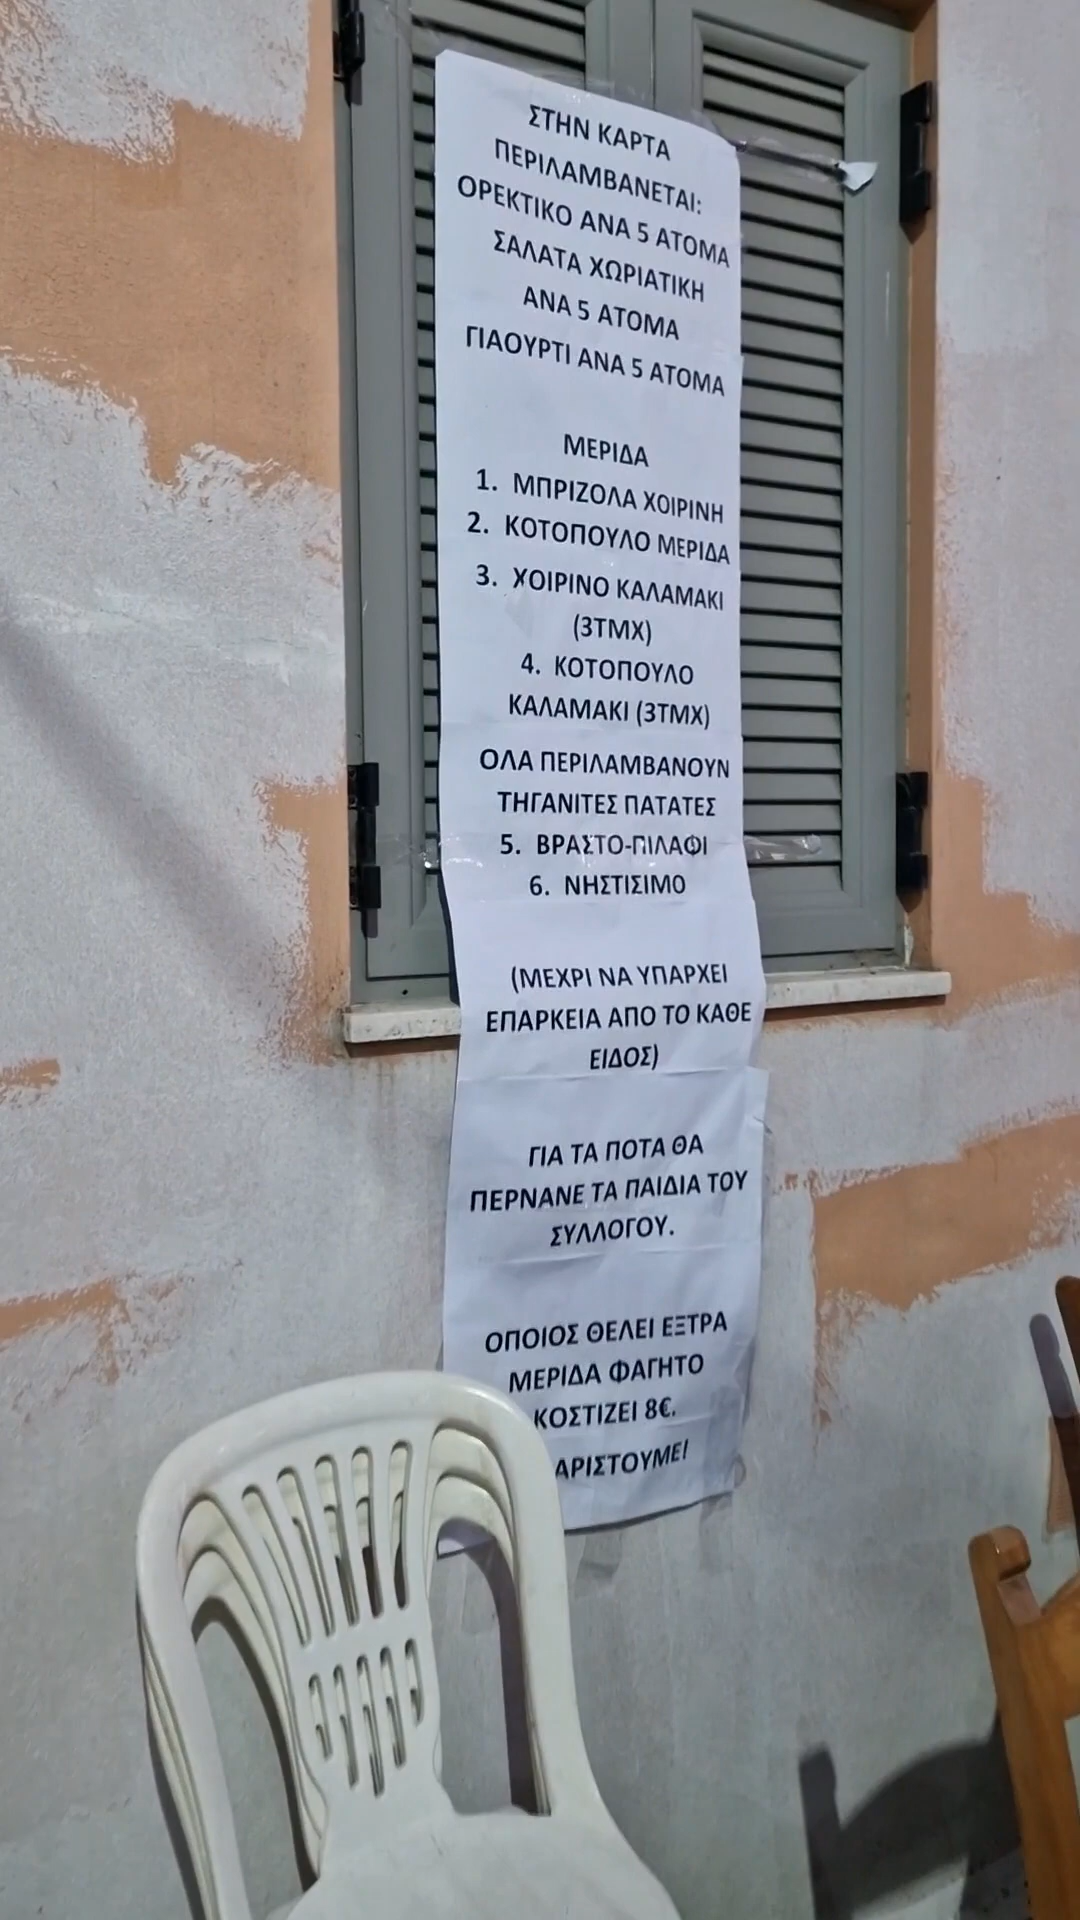 ΣΤΗΝ ΚΑΡΤΑ
ΠΕΡΙΛΑΜΒΑΝΕΤΑΙ:
ΟΡΕΚΤΙΚΟ ΑΝΑ 5 ΑΤΟΜΑ
ΣΑΛΑΤΑ ΧΩΡΙΑΤΙΚΗ
ΑΝΑ 5 ΑΤΟΜΑ
ΓΙΑΟΥΡΤΙ ΑΝΑ 5 ΑΤΟΜΑ
ΜΕΡΙΔΑ
1. ΜΠΡΙΖΟΛΑ ΧΟΙΡΙΝΗ
2. ΚΟΤΟΠΟΥΛΟ ΜΕΡΙΔΑ
3. ΧΟΙΡΙΝΟ ΚΑΛΑΜΑΚΙ
(3ΤΜΧ)
4. ΚΟΤΟΠΟΥΛΟ
ΚΑΛΑΜΑΚΙ (3ΤΜΧ)
ΟΛΑ ΠΕΡΙΛΑΜΒΑΝΟΥΝ
ΤΗΓΑΝΙΤΕΣ ΠΑΤΑΤΕΣ
5. ΒΡΑΣΤΟ-ΠΙΛΑΦΙ
6. ΝΗΣΤΙΣΙΜΟ
(ΜΕΧΡΙ ΝΑ ΥΠΑΡΧΕΙ
ΕΠΑΡΚΕΙΑ ΑΠΟ ΤΟ ΚΑΘΕ
ΕΙΔΟΣ)
ΓΙΑ ΤΑ ΠΟΤΑ ΘΑ
ΠΕΡΝΑΝΕ ΤΑ ΠΑΙΔΙΑ ΤΟΥ
ΣΥΛΛΟΓΟΥ.
ΟΠΟΙΟΣ ΘΕΛΕΙ ΕΞΤΡΑ
ΜΕΡΙΔΑ ΦΑΓΗΤΟ
ΚΟΣΤΙΖΕΙ 8€.
ΑΡΙΣΤΟΥΜΕ!